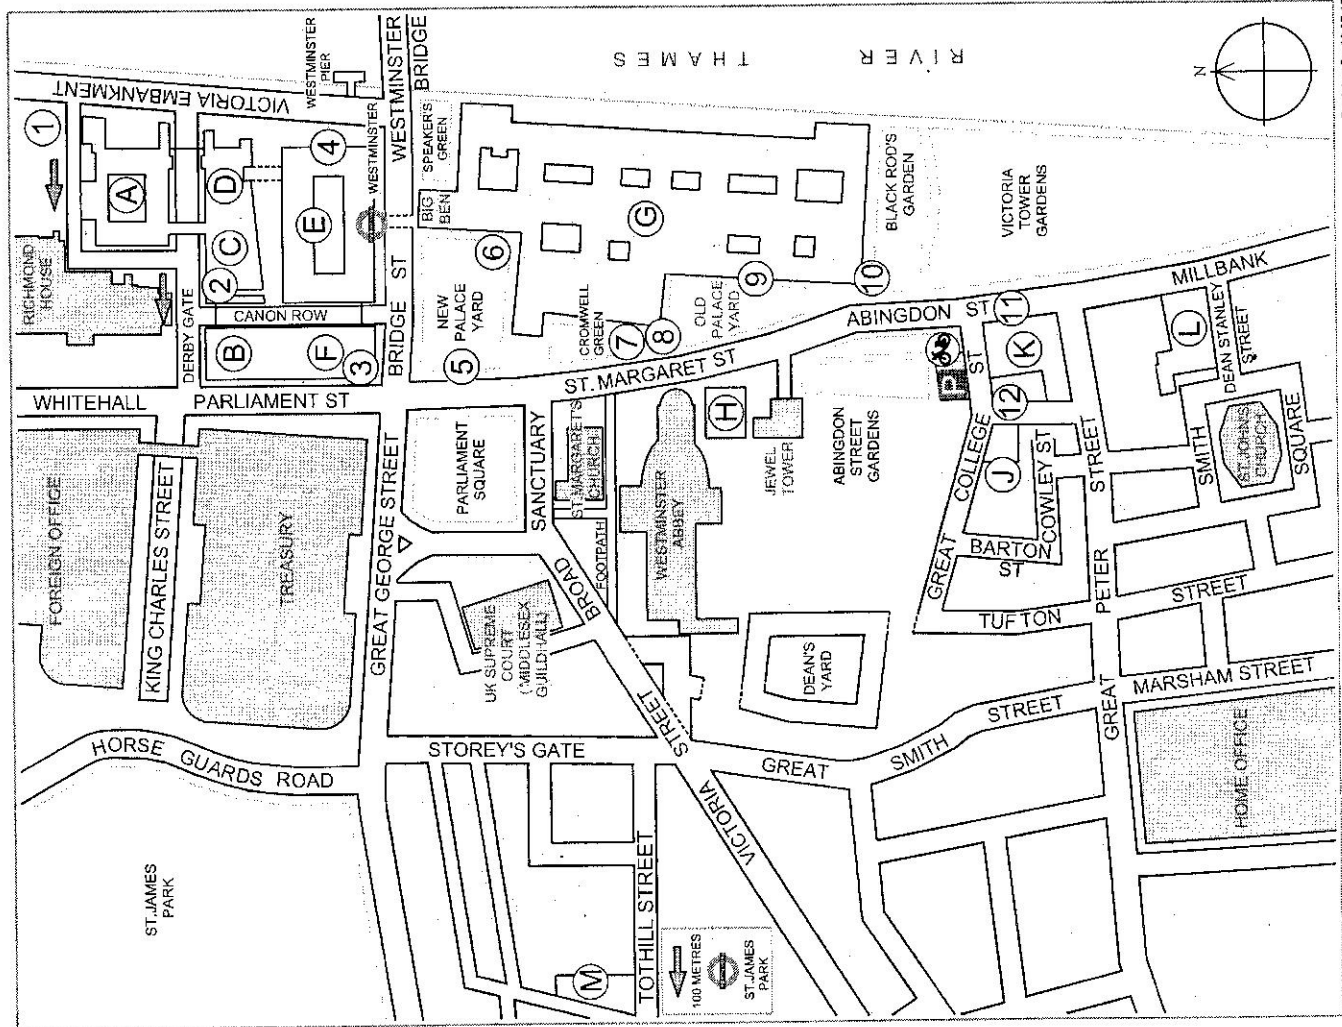 VICTORIA EMBANKMENT
WESTMINSTER
PIER
WESTMINSTER
BRIDGE
RIVER THAMES
N
1
RICHMOND
HOUSE
A
DERBY GATE
2
C
D
4
E
WESTMINSTER
WESTMINSTER
CANON ROW
B
F
3
BRIDGE ST
SPEAKER'S
GREEN
BIG
BEN
NEW
PALACE
YARD
5
6
CROMWELL
GREEN
7
8
OLD
PALACE
YARD
9
G
10
BLACK ROD'S
GARDEN
VICTORIA
TOWER
GARDENS
WHITEHALL
PARLIAMENT ST
ST. MARGARET ST
ABINGDON ST
MILLBANK
FOREIGN OFFICE
KING CHARLES STREET
TREASURY
GREAT GEORGE STREET
PARLIAMENT
SQUARE
BROAD SANCTUARY
ST. MARGARET'S
CHURCH
FOOTPATH
WESTMINSTER
ABBEY
H
JEWEL
TOWER
ABINGDON
STREET
GARDENS
P
11
K
12
GREAT COLLEGE ST
J
COWLEY ST
BARTON
ST
L
DEAN STANLEY
STREET
SMITH
SQUARE
ST.JOHNS
CHURCH
UK SUPREME
COURT
(MIDDLESEX
GUILDHALL)
DEAN'S
YARD
TUFTON STREET
GREAT PETER STREET
MARSHAM STREET
HOME OFFICE
HORSE GUARDS ROAD
STOREY'S GATE
GREAT SMITH STREET
VICTORIA STREET
ST.JAMES
PARK
TOTHILL STREET
M
100 METRES
ST.JAMES
PARK